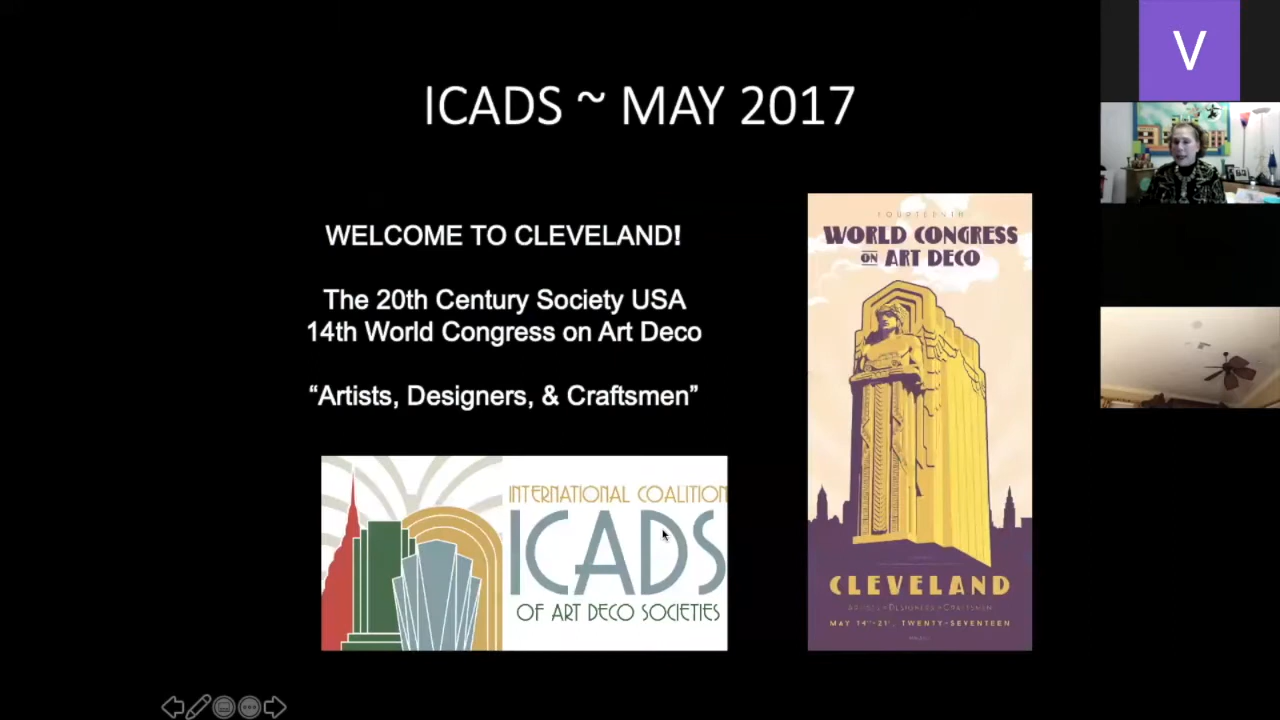 ICADS ~ MAY 2017
WELCOME TO CLEVELAND!
The 20th Century Society USA
14th World Congress on Art Deco
“Artists, Designers, & Craftsmen”
INTERNATIONAL COALITION
ICADS
OF ART DECO SOCIETIES
FOURTEENTH
WORLD CONGRESS
ON ART DECO
CLEVELAND
ARTISTS • DESIGNERS • CRAFTSMEN
MAY 14TH-21ST, TWENTY-SEVENTEEN
V